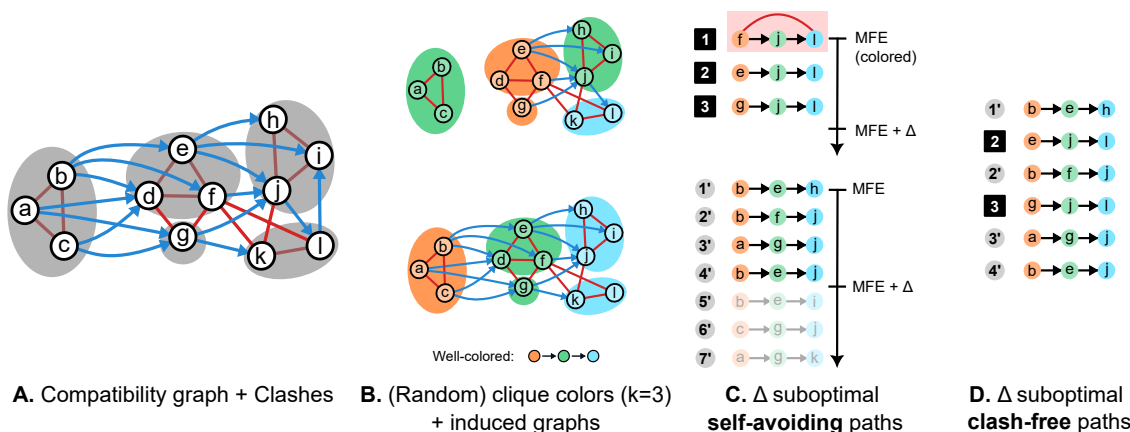 a
b
c
d
e
f
g
h
i
j
k
l
A. Compatibility graph + Clashes
a
b
c
d
e
f
g
h
i
j
k
l
a
b
c
d
e
f
g
h
i
j
k
l
Well-colored:
B. (Random) clique colors (k=3)
+ induced graphs
1 f j l
2 e j l
3 g j l
MFE
(colored)
MFE + Δ
1' b e h
2' b f j
3' a g j
4' b e j
5' b e i
6' c g j
7' a g k
MFE
MFE + Δ
C. Δ suboptimal
self-avoiding paths
1' b e h
2 e j l
2' b f j
3 g j l
3' a g j
4' b e j
D. Δ suboptimal
clash-free paths